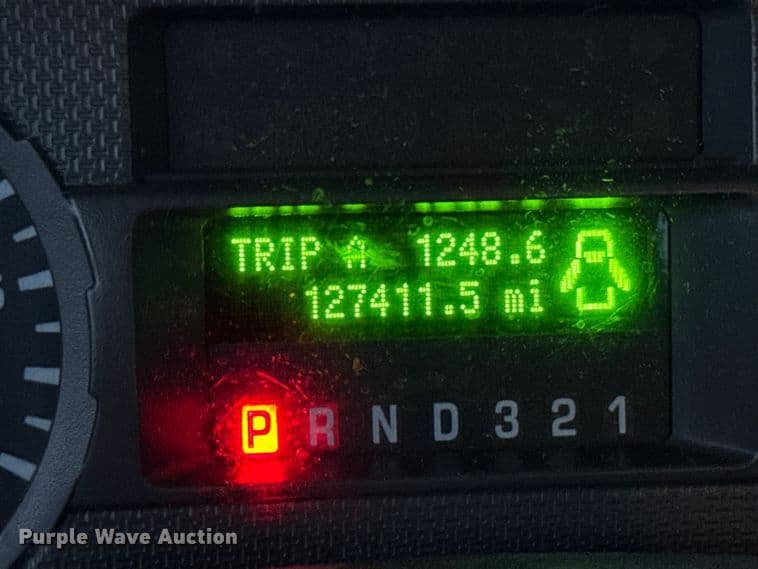 TRIP A 1248.6
127411.5 mi
P R N D 3 2 1
Purple Wave Auction